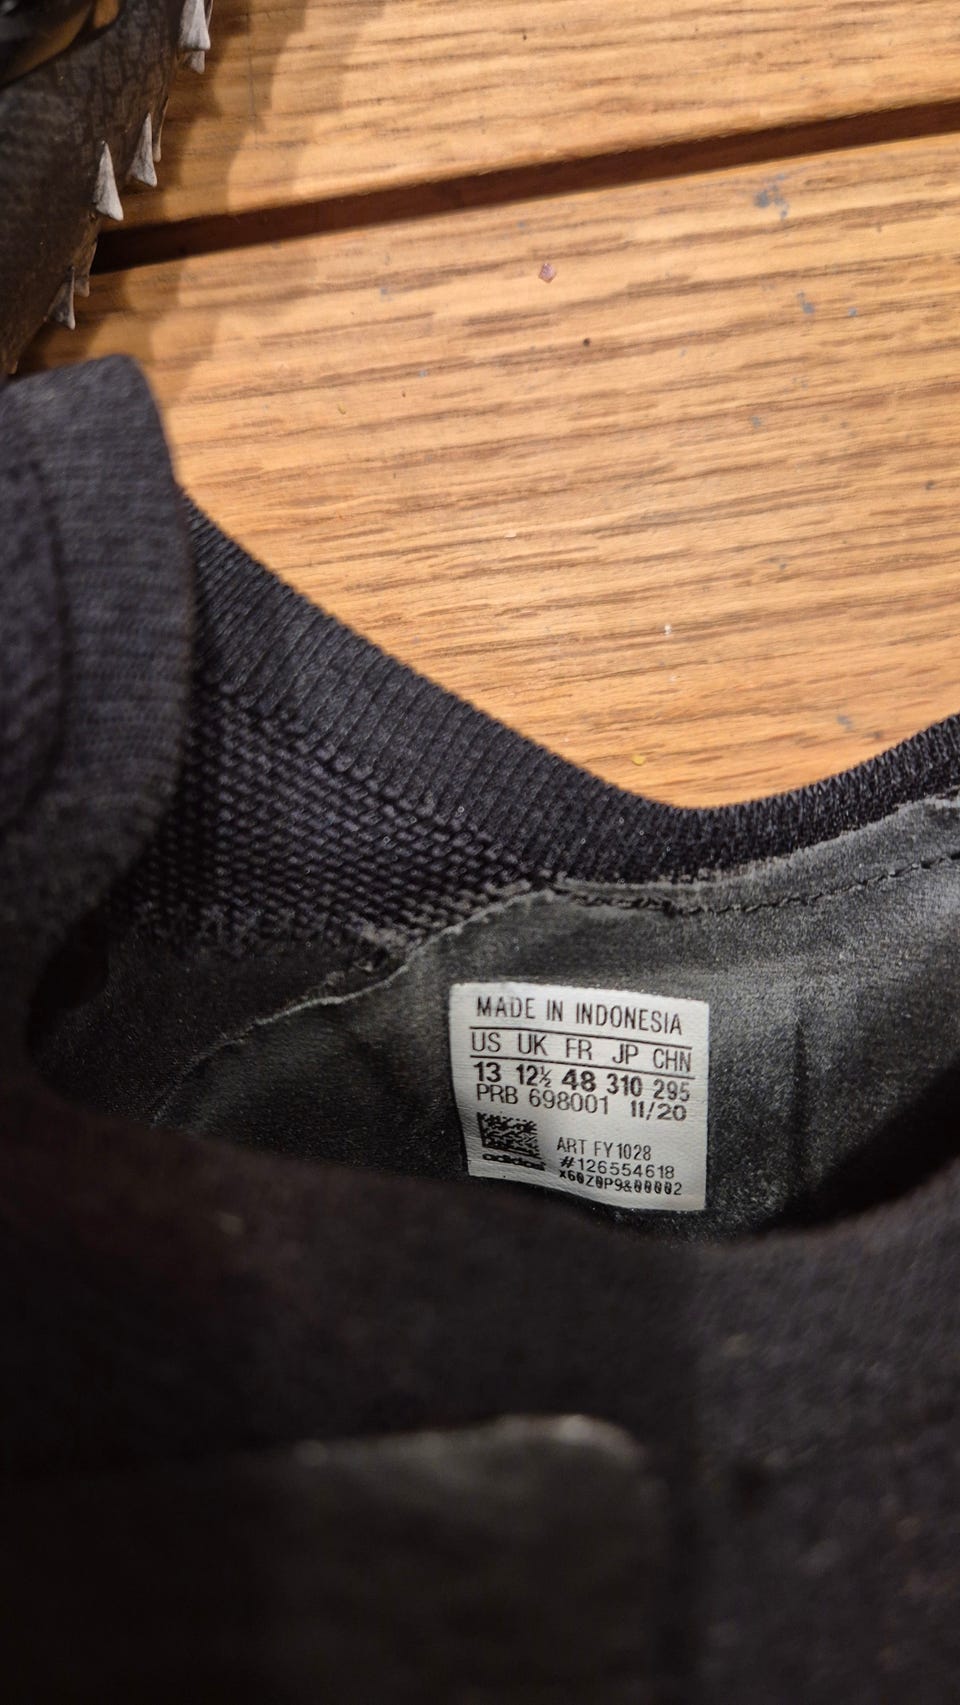 MADE IN INDONESIA
US UK FR JP CHN
13 12½ 48 310 295
PRB 698001 11/20
ART FY1028
adidas #126554618
x60Z0P9&00002